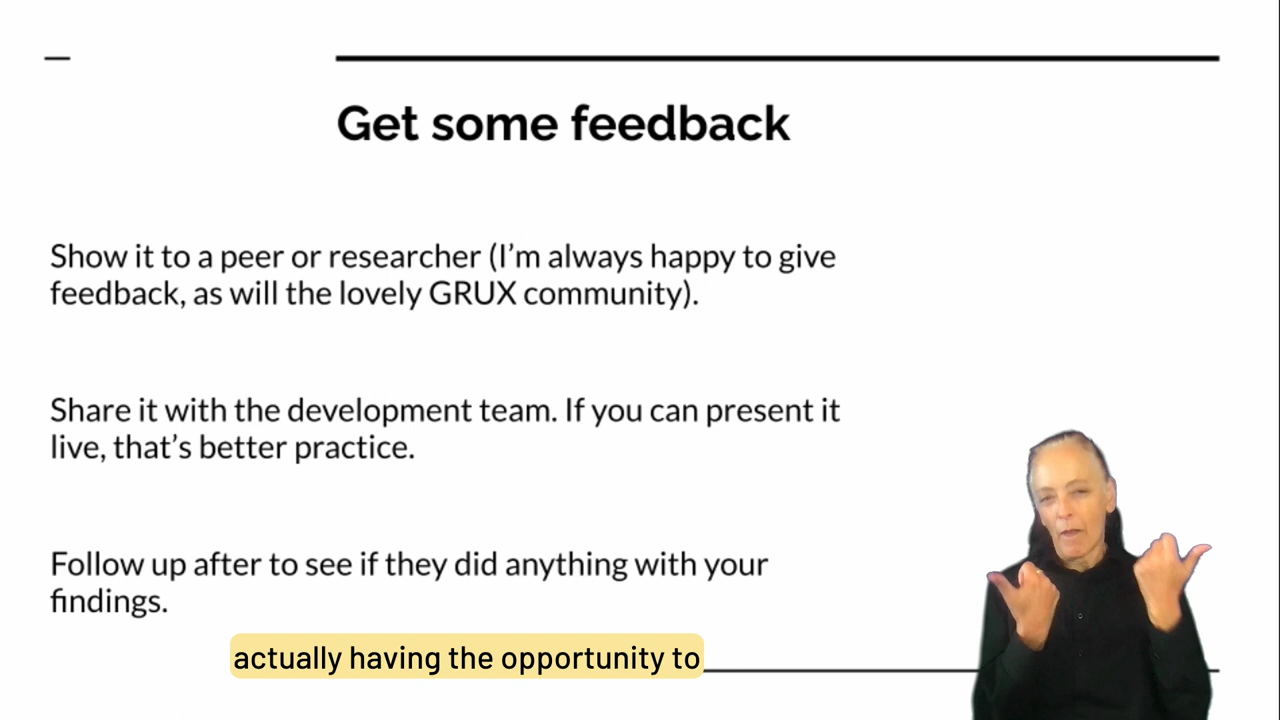 Get some feedback
Show it to a peer or researcher (I’m always happy to give
feedback, as will the lovely GRUX community).
Share it with the development team. If you can present it
live, that’s better practice.
Follow up after to see if they did anything with your
findings.
actually having the opportunity to